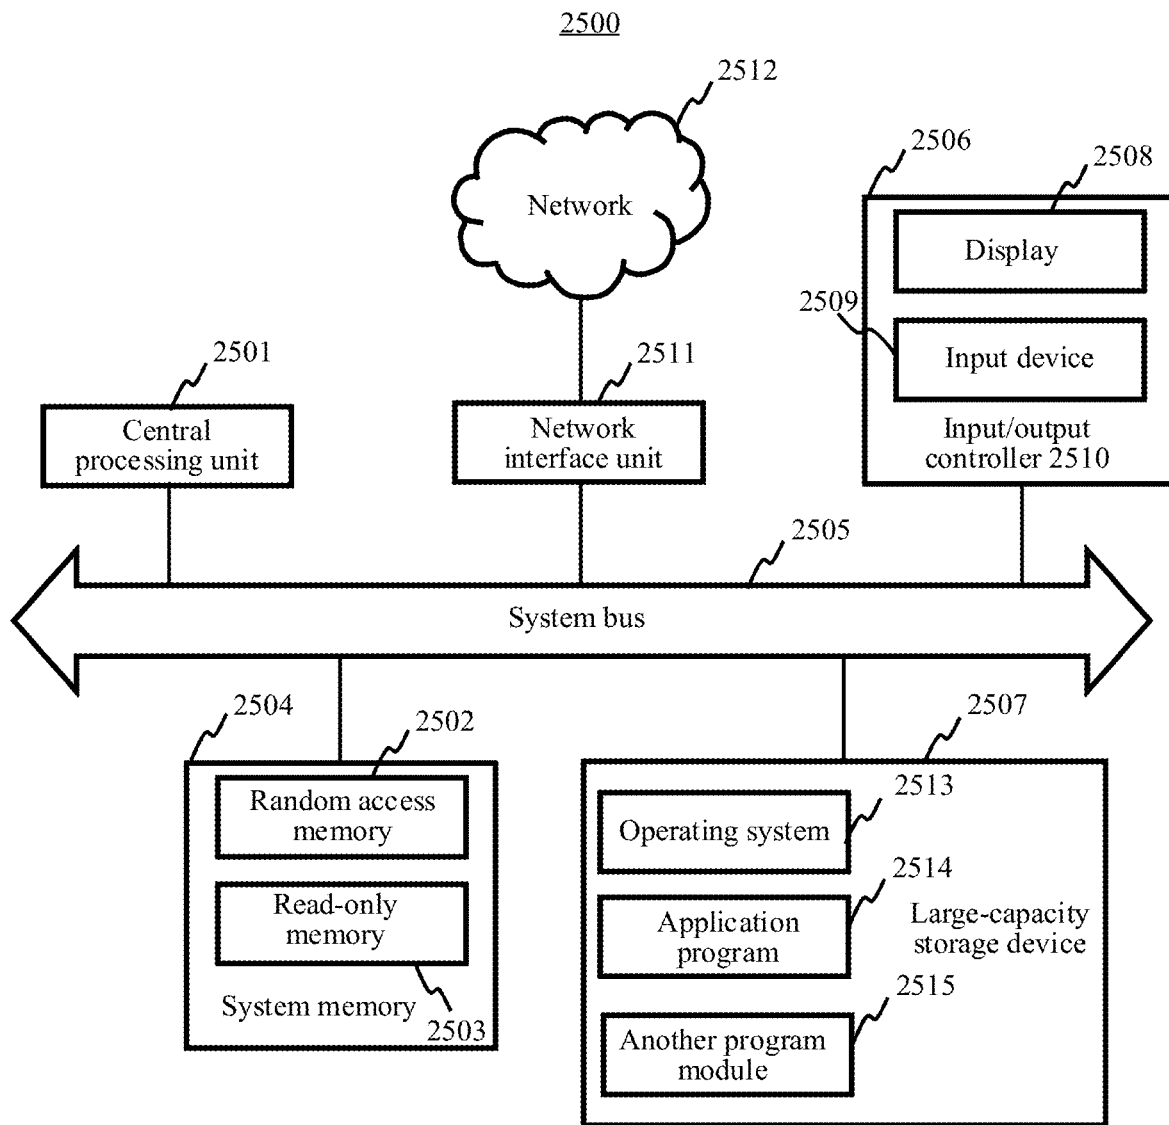 2500
2512
Network
2506
2508
Display
2509
Input device
Input/output
controller 2510
2501
Central
processing unit
2511
Network
interface unit
2505
System bus
2504
2502
Random access
memory
Read-only
memory
System memory
2503
2507
2513
Operating system
2514
Application
program
Large-capacity
storage device
2515
Another program
module